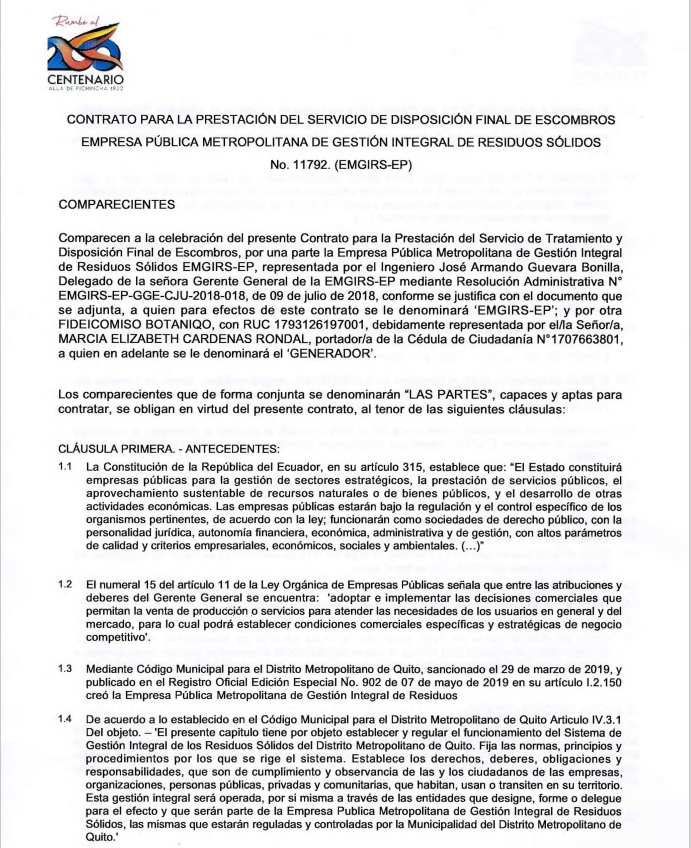 Rumbo al
200
CENTENARIO
ALLA DE PICHINCHA 1822
CONTRATO PARA LA PRESTACIÓN DEL SERVICIO DE DISPOSICIÓN FINAL DE ESCOMBROS
EMPRESA PÚBLICA METROPOLITANA DE GESTIÓN INTEGRAL DE RESIDUOS SÓLIDOS
No. 11792. (EMGIRS-EP)
COMPARECIENTES
Comparecen a la celebración del presente Contrato para la Prestación del Servicio de Tratamiento y
Disposición Final de Escombros, por una parte la Empresa Pública Metropolitana de Gestión Integral
de Residuos Sólidos EMGIRS-EP, representada por el Ingeniero José Armando Guevara Bonilla,
Delegado de la señora Gerente General de la EMGIRS-EP mediante Resolución Administrativa N°
EMGIRS-EP-GGE-CJU-2018-018, de 09 de julio de 2018, conforme se justifica con el documento que
se adjunta, a quien para efectos de este contrato se le denominará 'EMGIRS-EP'; y por otra
FIDEICOMISO BOTANIQO, con RUC 1793126197001, debidamente representada por el/la Señor/a,
MARCIA ELIZABETH CARDENAS RONDAL, portador/a de la Cédula de Ciudadanía N°1707663801,
a quien en adelante se le denominará el 'GENERADOR'.
Los comparecientes que de forma conjunta se denominarán "LAS PARTES", capaces y aptas para
contratar, se obligan en virtud del presente contrato, al tenor de las siguientes cláusulas:
CLÁUSULA PRIMERA. - ANTECEDENTES:
1.1 La Constitución de la República del Ecuador, en su artículo 315, establece que: "El Estado constituirá
empresas públicas para la gestión de sectores estratégicos, la prestación de servicios públicos, el
aprovechamiento sustentable de recursos naturales o de bienes públicos, y el desarrollo de otras
actividades económicas. Las empresas públicas estarán bajo la regulación y el control específico de los
organismos pertinentes, de acuerdo con la ley; funcionarán como sociedades de derecho público, con la
personalidad jurídica, autonomía financiera, económica, administrativa y de gestión, con altos parámetros
de calidad y criterios empresariales, económicos, sociales y ambientales. (...)"
1.2 El numeral 15 del artículo 11 de la Ley Orgánica de Empresas Públicas señala que entre las atribuciones y
deberes del Gerente General se encuentra: 'adoptar e implementar las decisiones comerciales que
permitan la venta de producción o servicios para atender las necesidades de los usuarios en general y del
mercado, para lo cual podrá establecer condiciones comerciales específicas y estratégicas de negocio
competitivo'.
1.3 Mediante Código Municipal para el Distrito Metropolitano de Quito, sancionado el 29 de marzo de 2019, y
publicado en el Registro Oficial Edición Especial No. 902 de 07 de mayo de 2019 en su artículo I.2.150
creó la Empresa Pública Metropolitana de Gestión Integral de Residuos
1.4 De acuerdo a lo establecido en el Código Municipal para el Distrito Metropolitano de Quito Articulo IV.3.1
Del objeto. – 'El presente capitulo tiene por objeto establecer y regular el funcionamiento del Sistema de
Gestión Integral de los Residuos Sólidos del Distrito Metropolitano de Quito. Fija las normas, principios y
procedimientos por los que se rige el sistema. Establece los derechos, deberes, obligaciones y
responsabilidades, que son de cumplimiento y observancia de las y los ciudadanos de las empresas,
organizaciones, personas públicas, privadas y comunitarias, que habitan, usan o transiten en su territorio.
Esta gestión integral será operada, por si misma a través de las entidades que designe, forme o delegue
para el efecto y que serán parte de la Empresa Publica Metropolitana de Gestión Integral de Residuos
Sólidos, las mismas que estarán reguladas y controladas por la Municipalidad del Distrito Metropolitano de
Quito.'